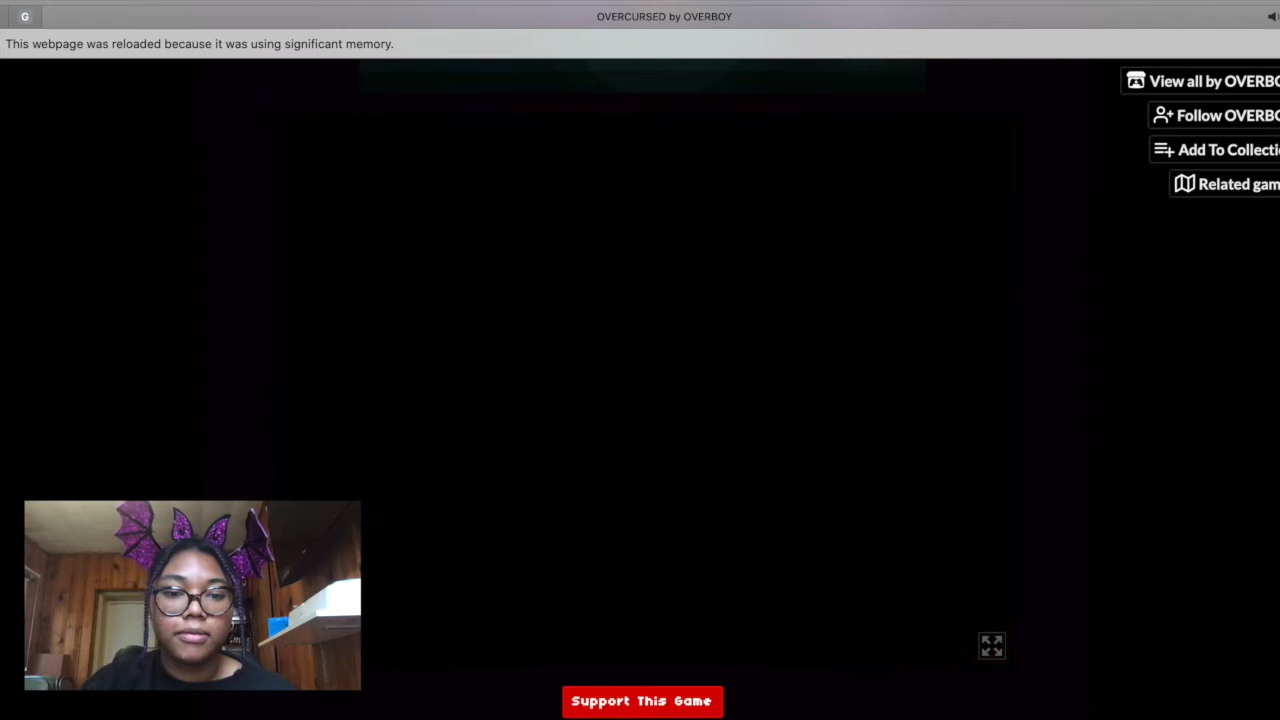 G
OVERCURSED by OVERBOY
This webpage was reloaded because it was using significant memory.
View all by OVERBO
Follow OVERBO
Add To Collecti
Related gam
Support This Game